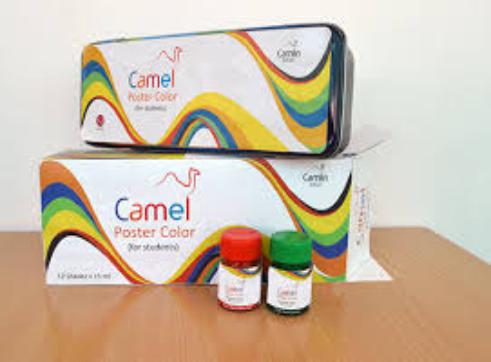 Camlin
Camel
Poster Color
(for students)
Camlin
Camel
Poster Color
(for students)
12 Shades x 15 ml